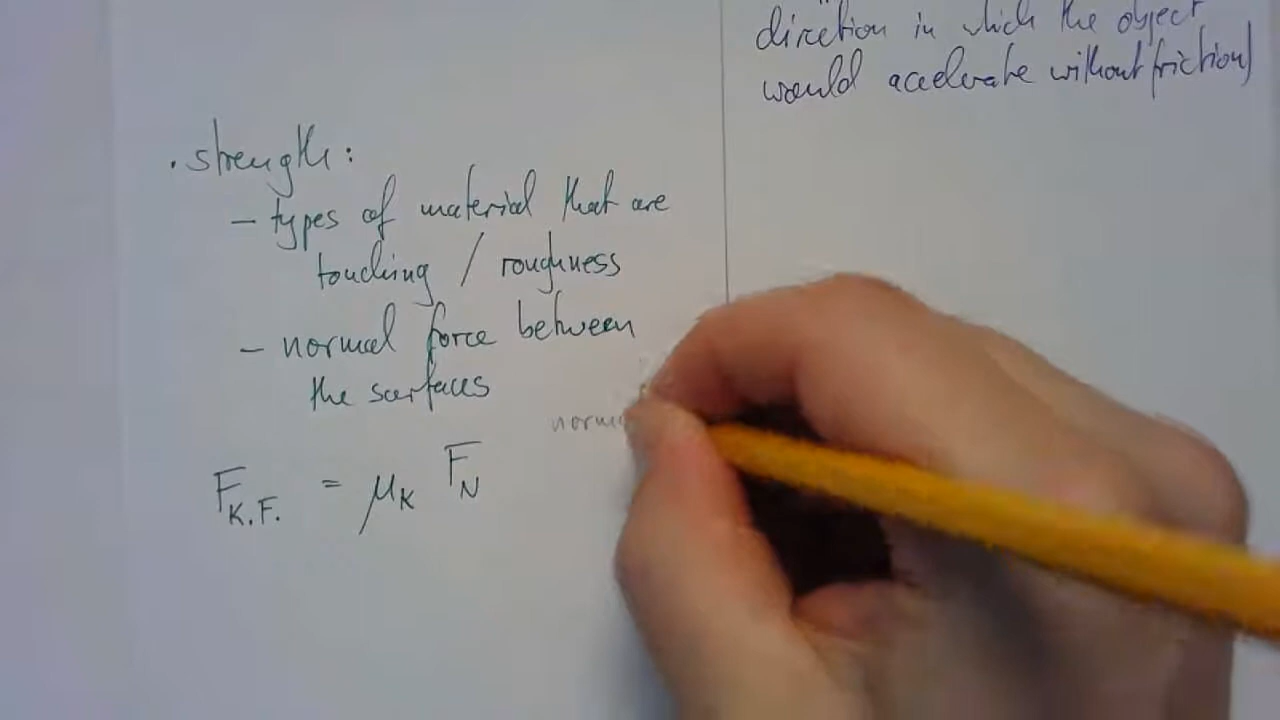 direction in which the object
would accelerate without friction)
· strength:
– types of material that are
touching / roughness
– normal force between
the surfaces
F_K.F. = μ_K F_N